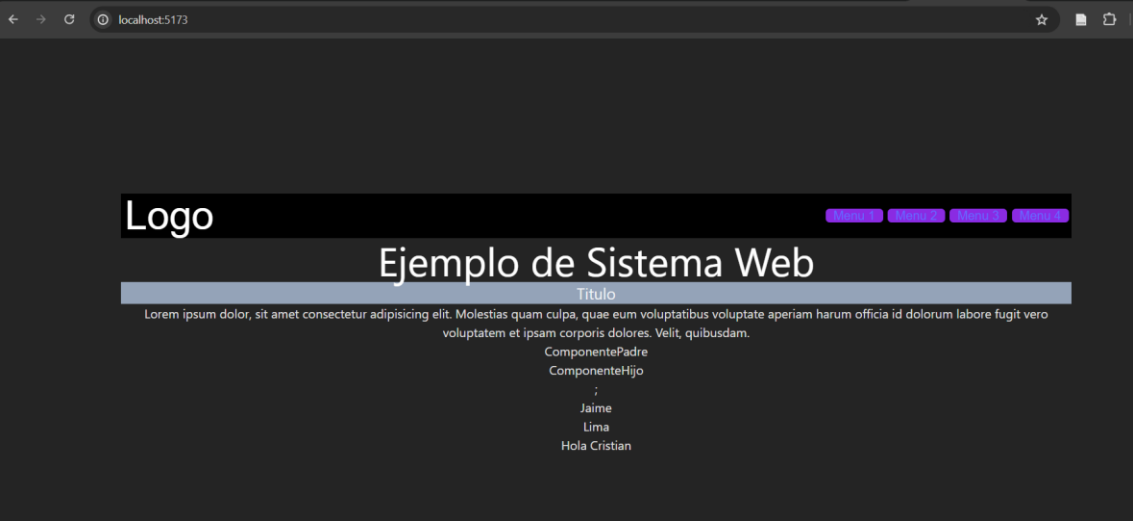 localhost:5173
Logo
Menu 1 Menu 2 Menu 3 Menu 4
Ejemplo de Sistema Web
Titulo
Lorem ipsum dolor, sit amet consectetur adipisicing elit. Molestias quam culpa, quae eum voluptatibus voluptate aperiam harum officia id dolorum labore fugit vero
voluptatem et ipsam corporis dolores. Velit, quibusdam.
ComponentePadre
ComponenteHijo
;
Jaime
Lima
Hola Cristian